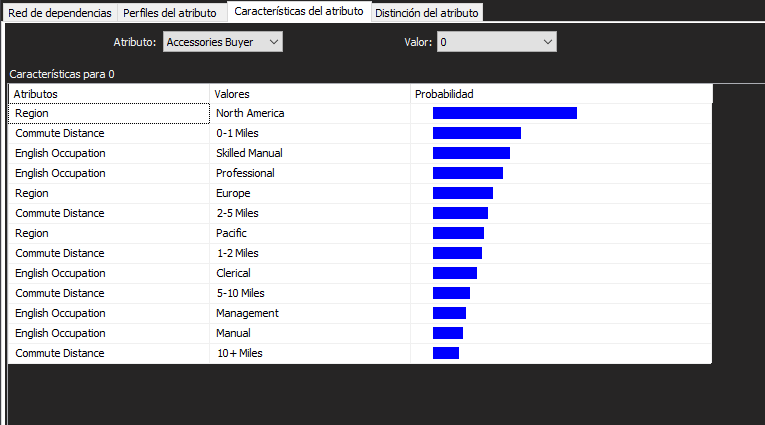 Red de dependencias Perfiles del atributo Características del atributo Distinción del atributo
Atributo: Accessories Buyer Valor: 0
Características para 0
Atributos Valores Probabilidad
Region North America
Commute Distance 0-1 Miles
English Occupation Skilled Manual
English Occupation Professional
Region Europe
Commute Distance 2-5 Miles
Region Pacific
Commute Distance 1-2 Miles
English Occupation Clerical
Commute Distance 5-10 Miles
English Occupation Management
English Occupation Manual
Commute Distance 10+ Miles